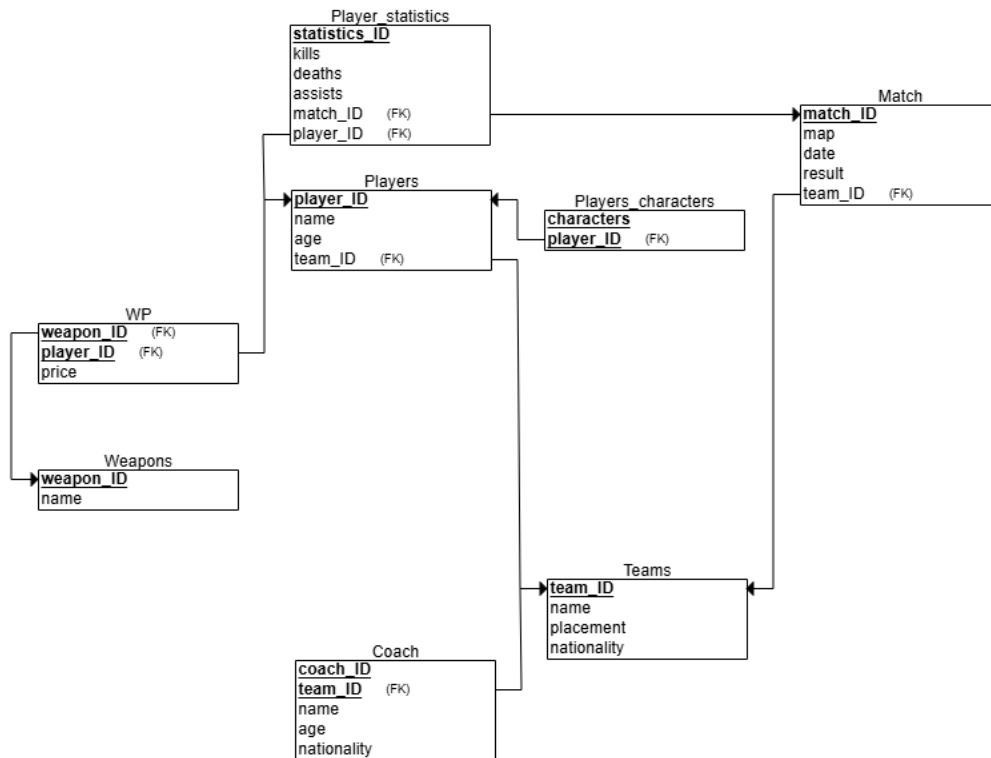 Player_statistics
statistics_ID
kills
deaths
assists
match_ID (FK)
player_ID (FK)
Match
match_ID
map
date
result
team_ID (FK)
Players
player_ID
name
age
team_ID (FK)
Players_characters
characters
player_ID (FK)
WP
weapon_ID (FK)
player_ID (FK)
price
Weapons
weapon_ID
name
Teams
team_ID
name
placement
nationality
Coach
coach_ID
team_ID (FK)
name
age
nationality